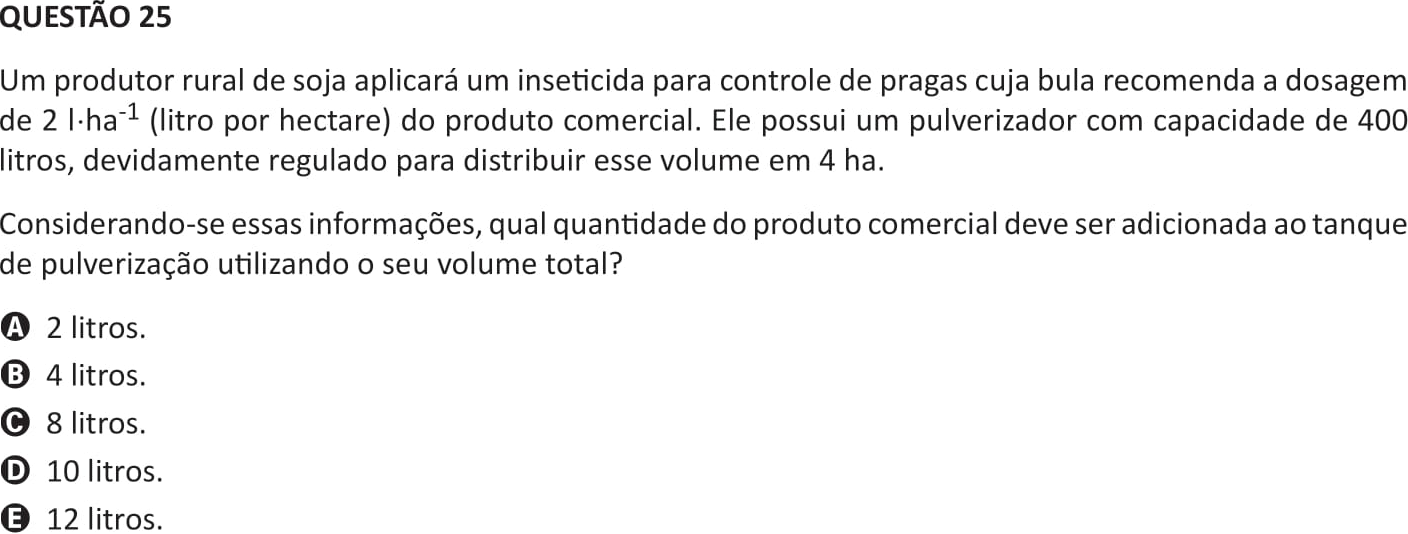 QUESTÃO 25
Um produtor rural de soja aplicará um inseticida para controle de pragas cuja bula recomenda a dosagem
de 2 l·ha⁻¹ (litro por hectare) do produto comercial. Ele possui um pulverizador com capacidade de 400
litros, devidamente regulado para distribuir esse volume em 4 ha.
Considerando-se essas informações, qual quantidade do produto comercial deve ser adicionada ao tanque
de pulverização utilizando o seu volume total?
A 2 litros.
B 4 litros.
C 8 litros.
D 10 litros.
E 12 litros.